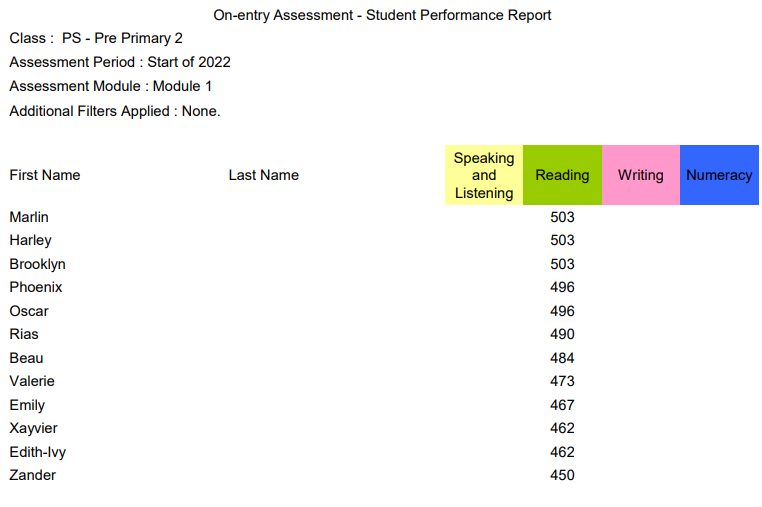 On-entry Assessment - Student Performance Report
Class : PS - Pre Primary 2
Assessment Period : Start of 2022
Assessment Module : Module 1
Additional Filters Applied : None.
First Name Last Name Speaking and Listening Reading Writing Numeracy
Marlin 503
Harley 503
Brooklyn 503
Phoenix 496
Oscar 496
Rias 490
Beau 484
Valerie 473
Emily 467
Xayvier 462
Edith-Ivy 462
Zander 450